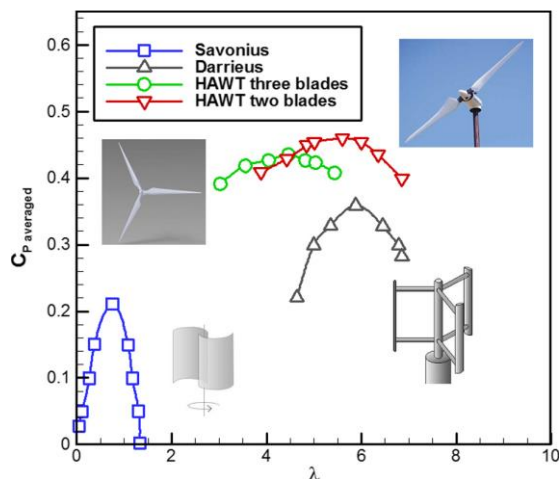 Savonius
Darrieus
HAWT three blades
HAWT two blades
C_P averaged
0.6
0.5
0.4
0.3
0.2
0.1
0
0 2 4 6 8 10
λ